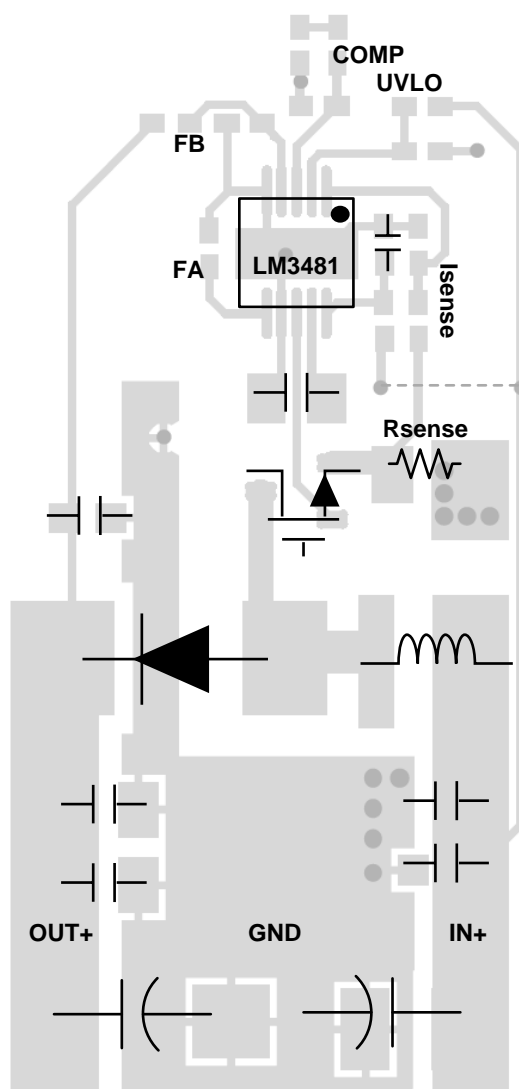 COMP
UVLO
FB
LM3481
FA
Isense
Rsense
OUT+
GND
IN+